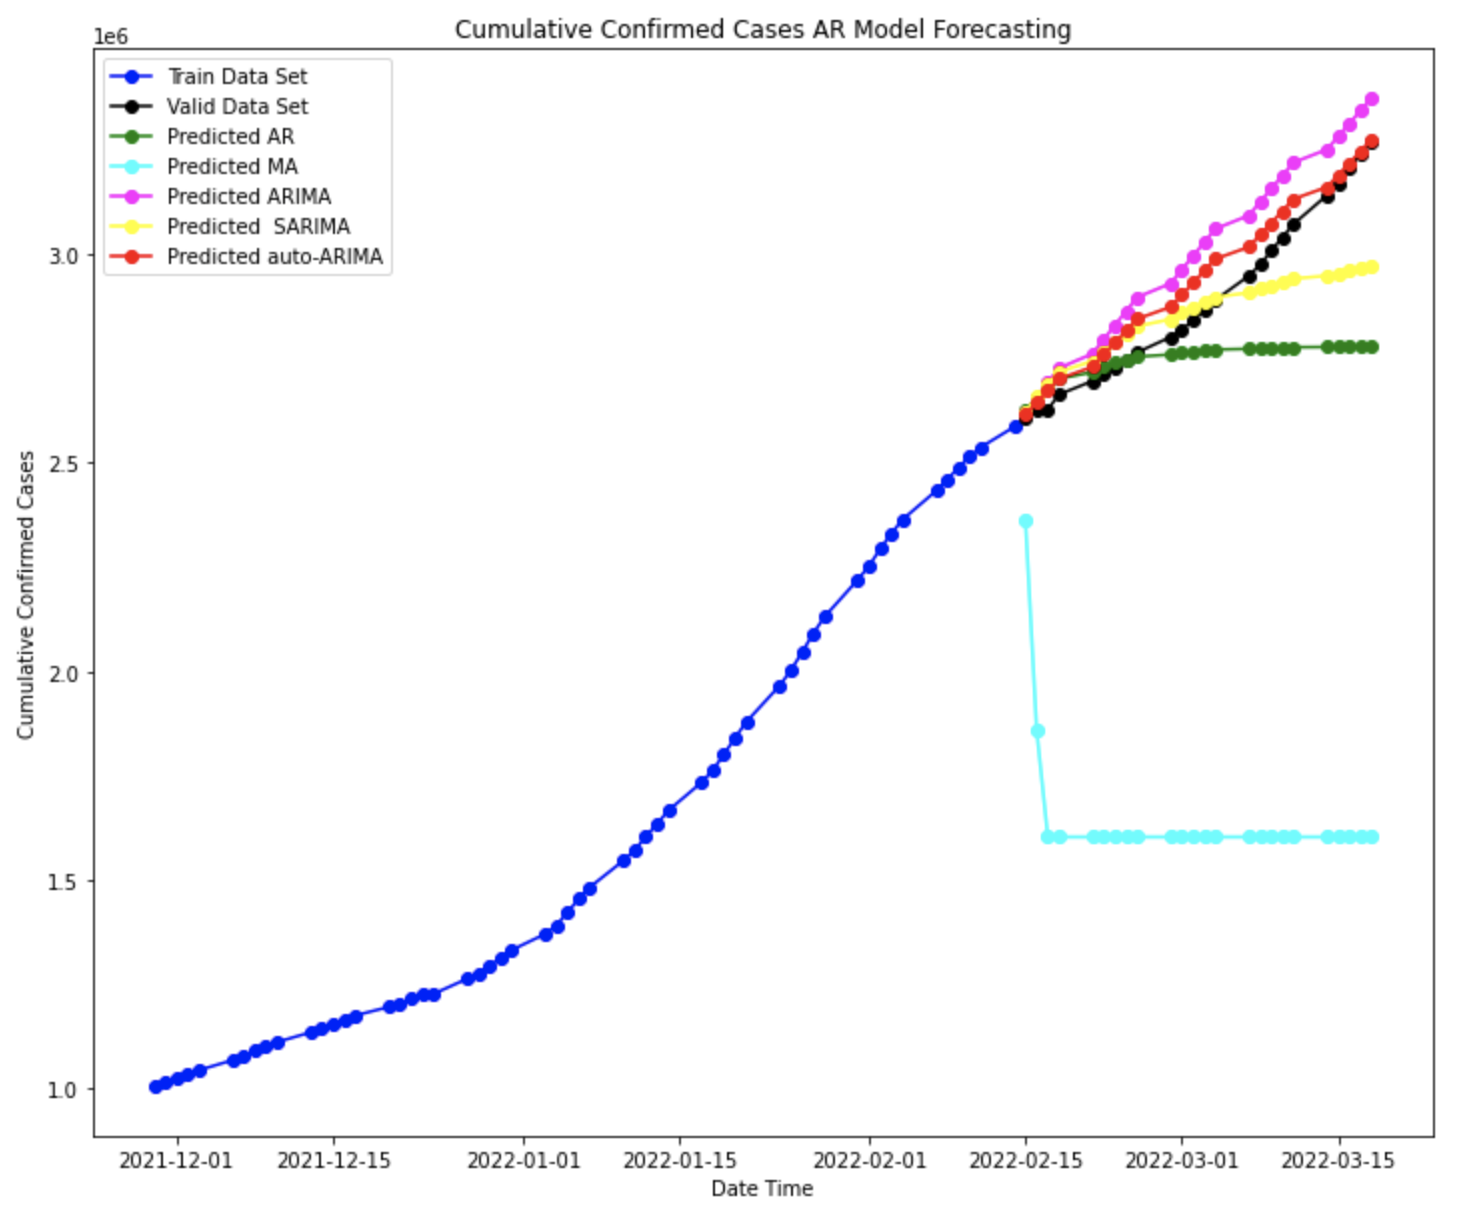 Cumulative Confirmed Cases AR Model Forecasting
1e6
Train Data Set
Valid Data Set
Predicted AR
Predicted MA
Predicted ARIMA
Predicted  SARIMA
Predicted auto-ARIMA
3.0
2.5
2.0
1.5
1.0
Cumulative Confirmed Cases
2021-12-01 2021-12-15 2022-01-01 2022-01-15 2022-02-01 2022-02-15 2022-03-01 2022-03-15
Date Time